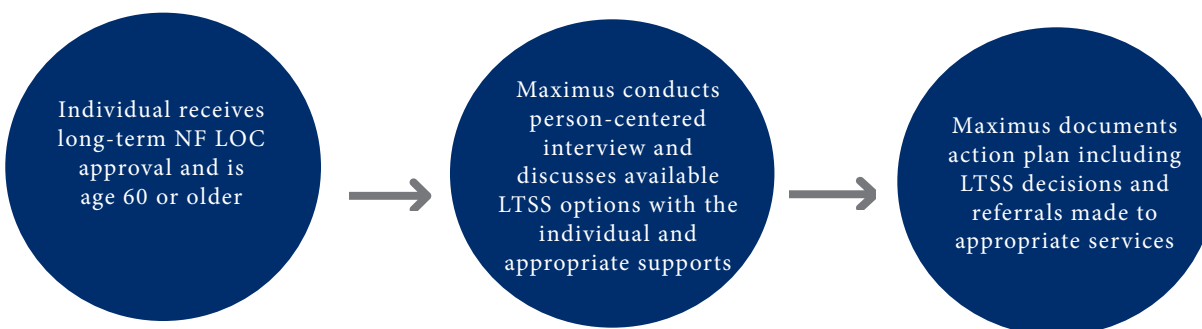 Individual receives
long-term NF LOC
approval and is
age 60 or older
Maximus conducts
person-centered
interview and
discusses available
LTSS options with the
individual and
appropriate supports
Maximus documents
action plan including
LTSS decisions and
referrals made to
appropriate services